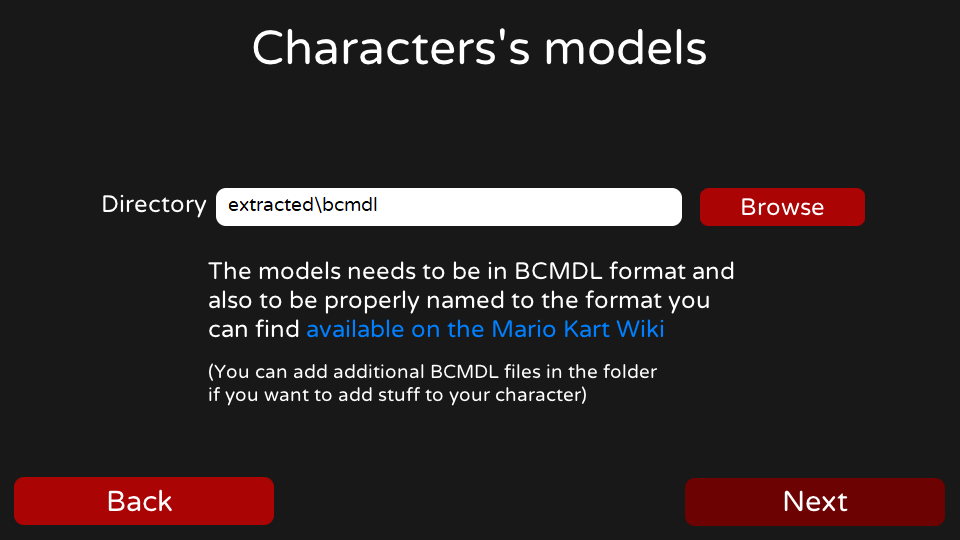 Characters's models
Directory extracted\bcmdl Browse
The models needs to be in BCMDL format and
also to be properly named to the format you
can find available on the Mario Kart Wiki
(You can add additional BCMDL files in the folder
if you want to add stuff to your character)
Back Next